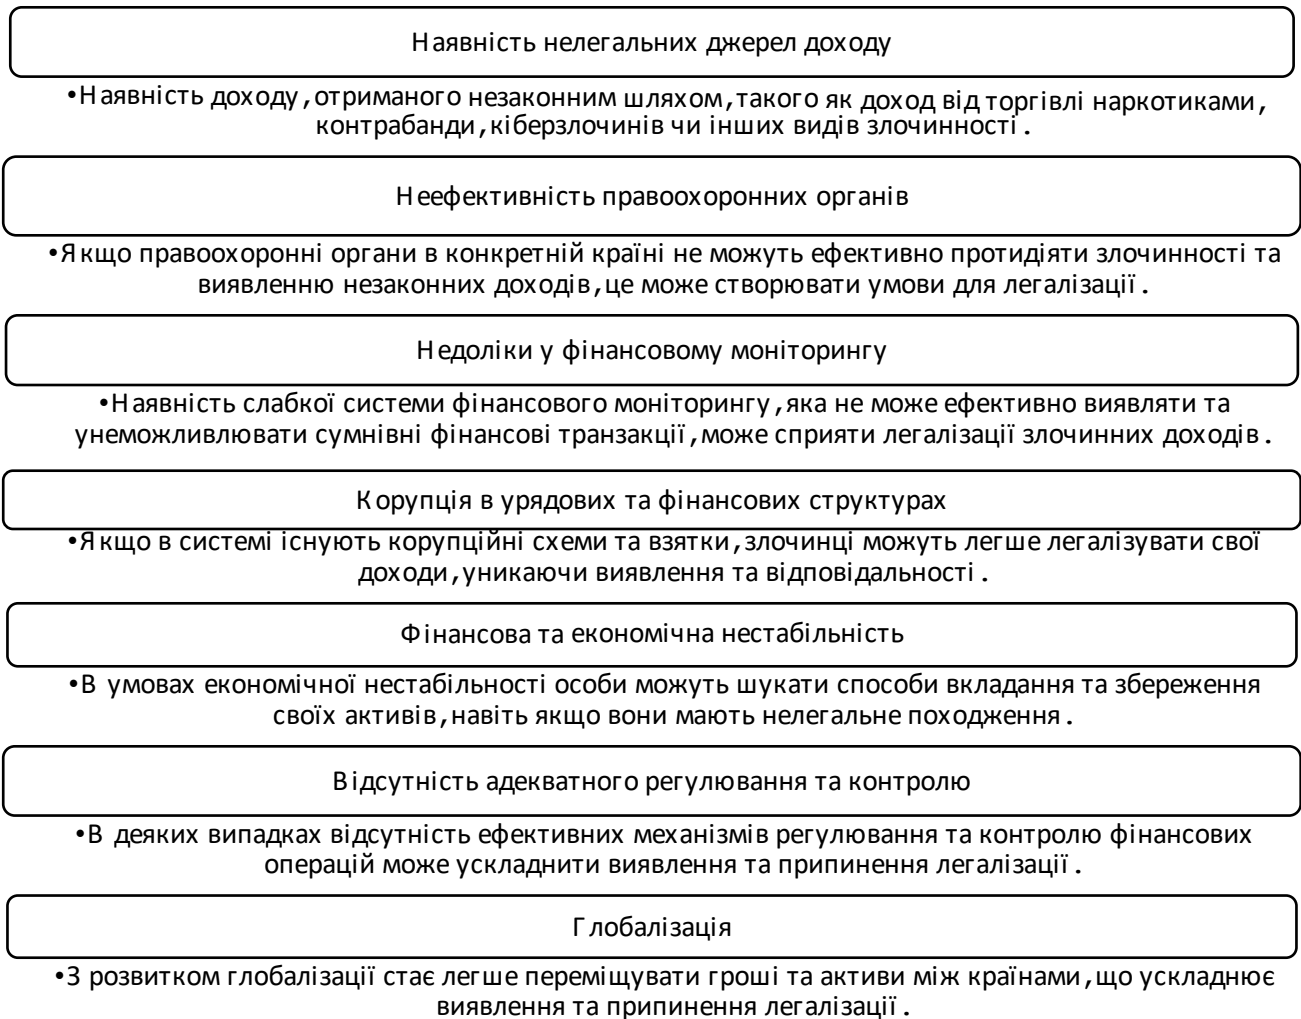 Наявність нелегальних джерел доходу
•Наявність доходу, отриманого незаконним шляхом, такого як доход від торгівлі наркотиками,
контрабанди, кіберзлочинів чи інших видів злочинності.
Неефективність правоохоронних органів
•Якщо правоохоронні органи в конкретній країні не можуть ефективно протидіяти злочинності та
виявленню незаконних доходів, це може створювати умови для легалізації.
Недоліки у фінансовому моніторингу
•Наявність слабкої системи фінансового моніторингу, яка не може ефективно виявляти та
унеможливлювати сумнівні фінансові транзакції, може сприяти легалізації злочинних доходів.
Корупція в урядових та фінансових структурах
•Якщо в системі існують корупційні схеми та взятки, злочинці можуть легше легалізувати свої
доходи, уникаючи виявлення та відповідальності.
Фінансова та економічна нестабільність
•В умовах економічної нестабільності особи можуть шукати способи вкладання та збереження
своїх активів, навіть якщо вони мають нелегальне походження.
Відсутність адекватного регулювання та контролю
•В деяких випадках відсутність ефективних механізмів регулювання та контролю фінансових
операцій може ускладнити виявлення та припинення легалізації.
Глобалізація
•З розвитком глобалізації стає легше переміщувати гроші та активи між країнами, що ускладнює
виявлення та припинення легалізації.